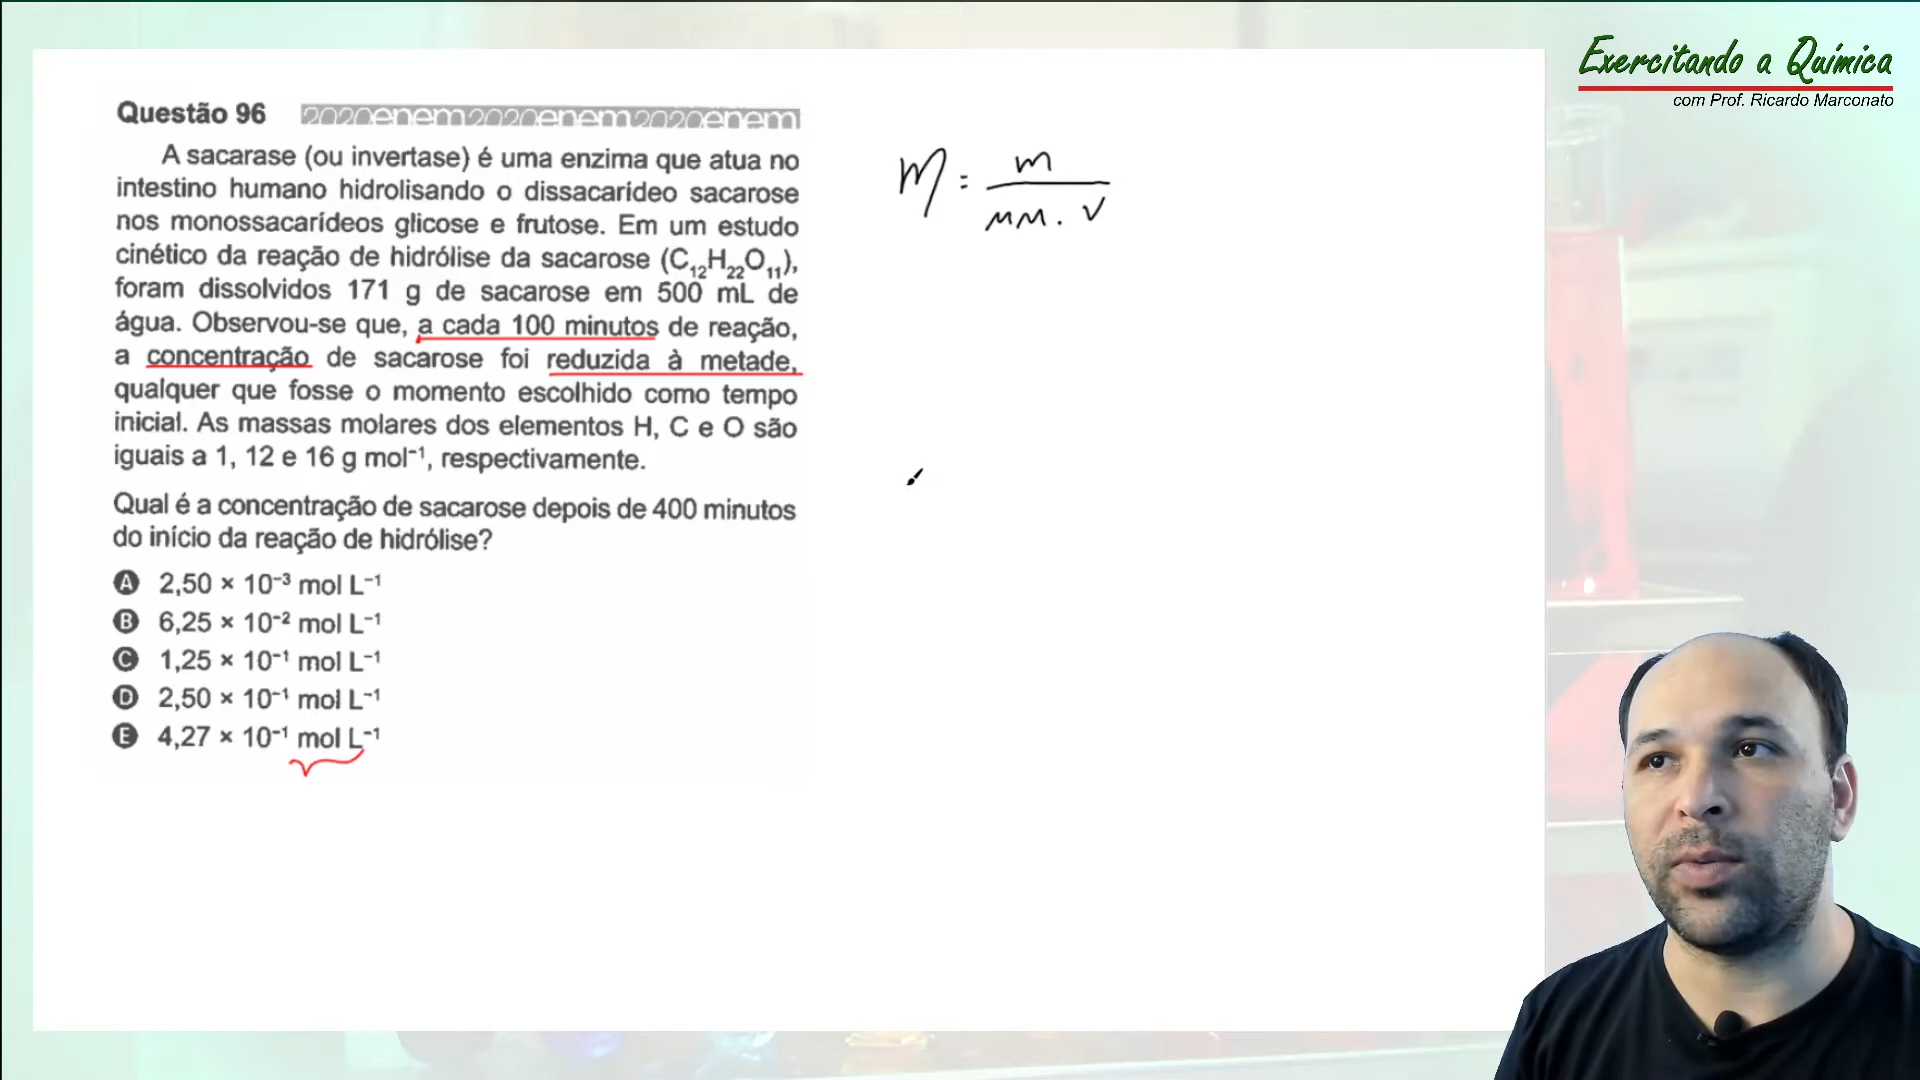 Exercitando a Química
com Prof. Ricardo Marconato
Questão 96 2020enem2020enem2020enem
A sacarase (ou invertase) é uma enzima que atua no
intestino humano hidrolisando o dissacarídeo sacarose
nos monossacarídeos glicose e frutose. Em um estudo
cinético da reação de hidrólise da sacarose (C₁₂H₂₂O₁₁),
foram dissolvidos 171 g de sacarose em 500 mL de
água. Observou-se que, a cada 100 minutos de reação,
a concentração de sacarose foi reduzida à metade,
qualquer que fosse o momento escolhido como tempo
inicial. As massas molares dos elementos H, C e O são
iguais a 1, 12 e 16 g mol⁻¹, respectivamente.
Qual é a concentração de sacarose depois de 400 minutos
do início da reação de hidrólise?
A 2,50 × 10⁻³ mol L⁻¹
B 6,25 × 10⁻² mol L⁻¹
C 1,25 × 10⁻¹ mol L⁻¹
D 2,50 × 10⁻¹ mol L⁻¹
E 4,27 × 10⁻¹ mol L⁻¹
M = m
MM . V